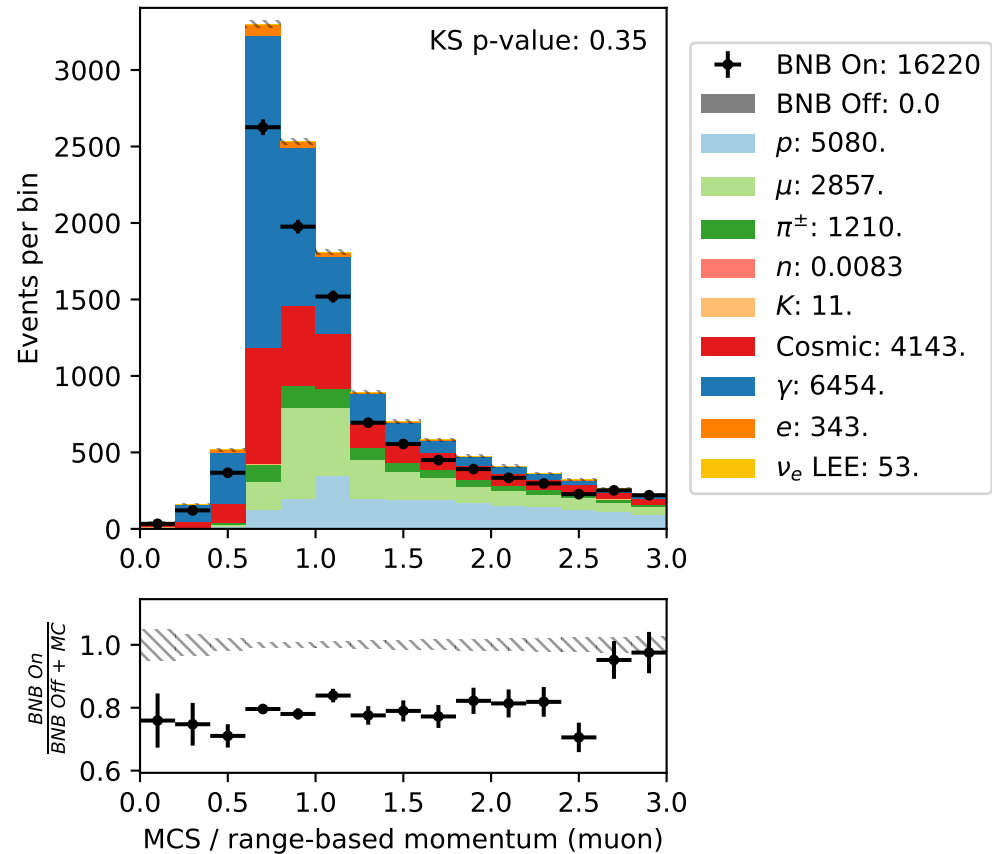 KS p-value: 0.35
Events per bin
3000
2500
2000
1500
1000
500
0
0.0 0.5 1.0 1.5 2.0 2.5 3.0
BNB On: 16220
BNB Off: 0.0
p: 5080.
μ: 2857.
π±: 1210.
n: 0.0083
K: 11.
Cosmic: 4143.
γ: 6454.
e: 343.
νe LEE: 53.
BNB On
BNB Off + MC
1.0
0.8
0.6
0.0 0.5 1.0 1.5 2.0 2.5 3.0
MCS / range-based momentum (muon)